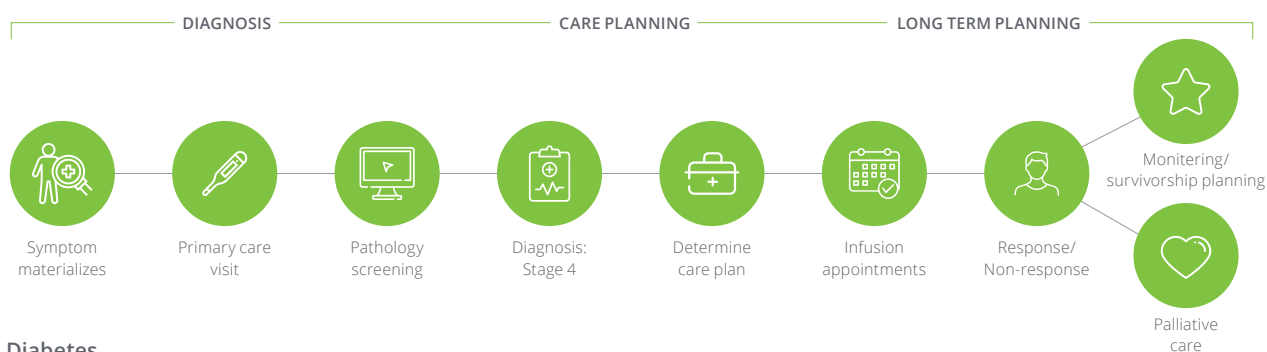 DIAGNOSIS
CARE PLANNING
LONG TERM PLANNING
Symptom
materializes
Primary care
visit
Pathology
screening
Diagnosis:
Stage 4
Determine
care plan
Infusion
appointments
Response/
Non-response
Monitering/
survivorship planning
Palliative
care
Diabetes